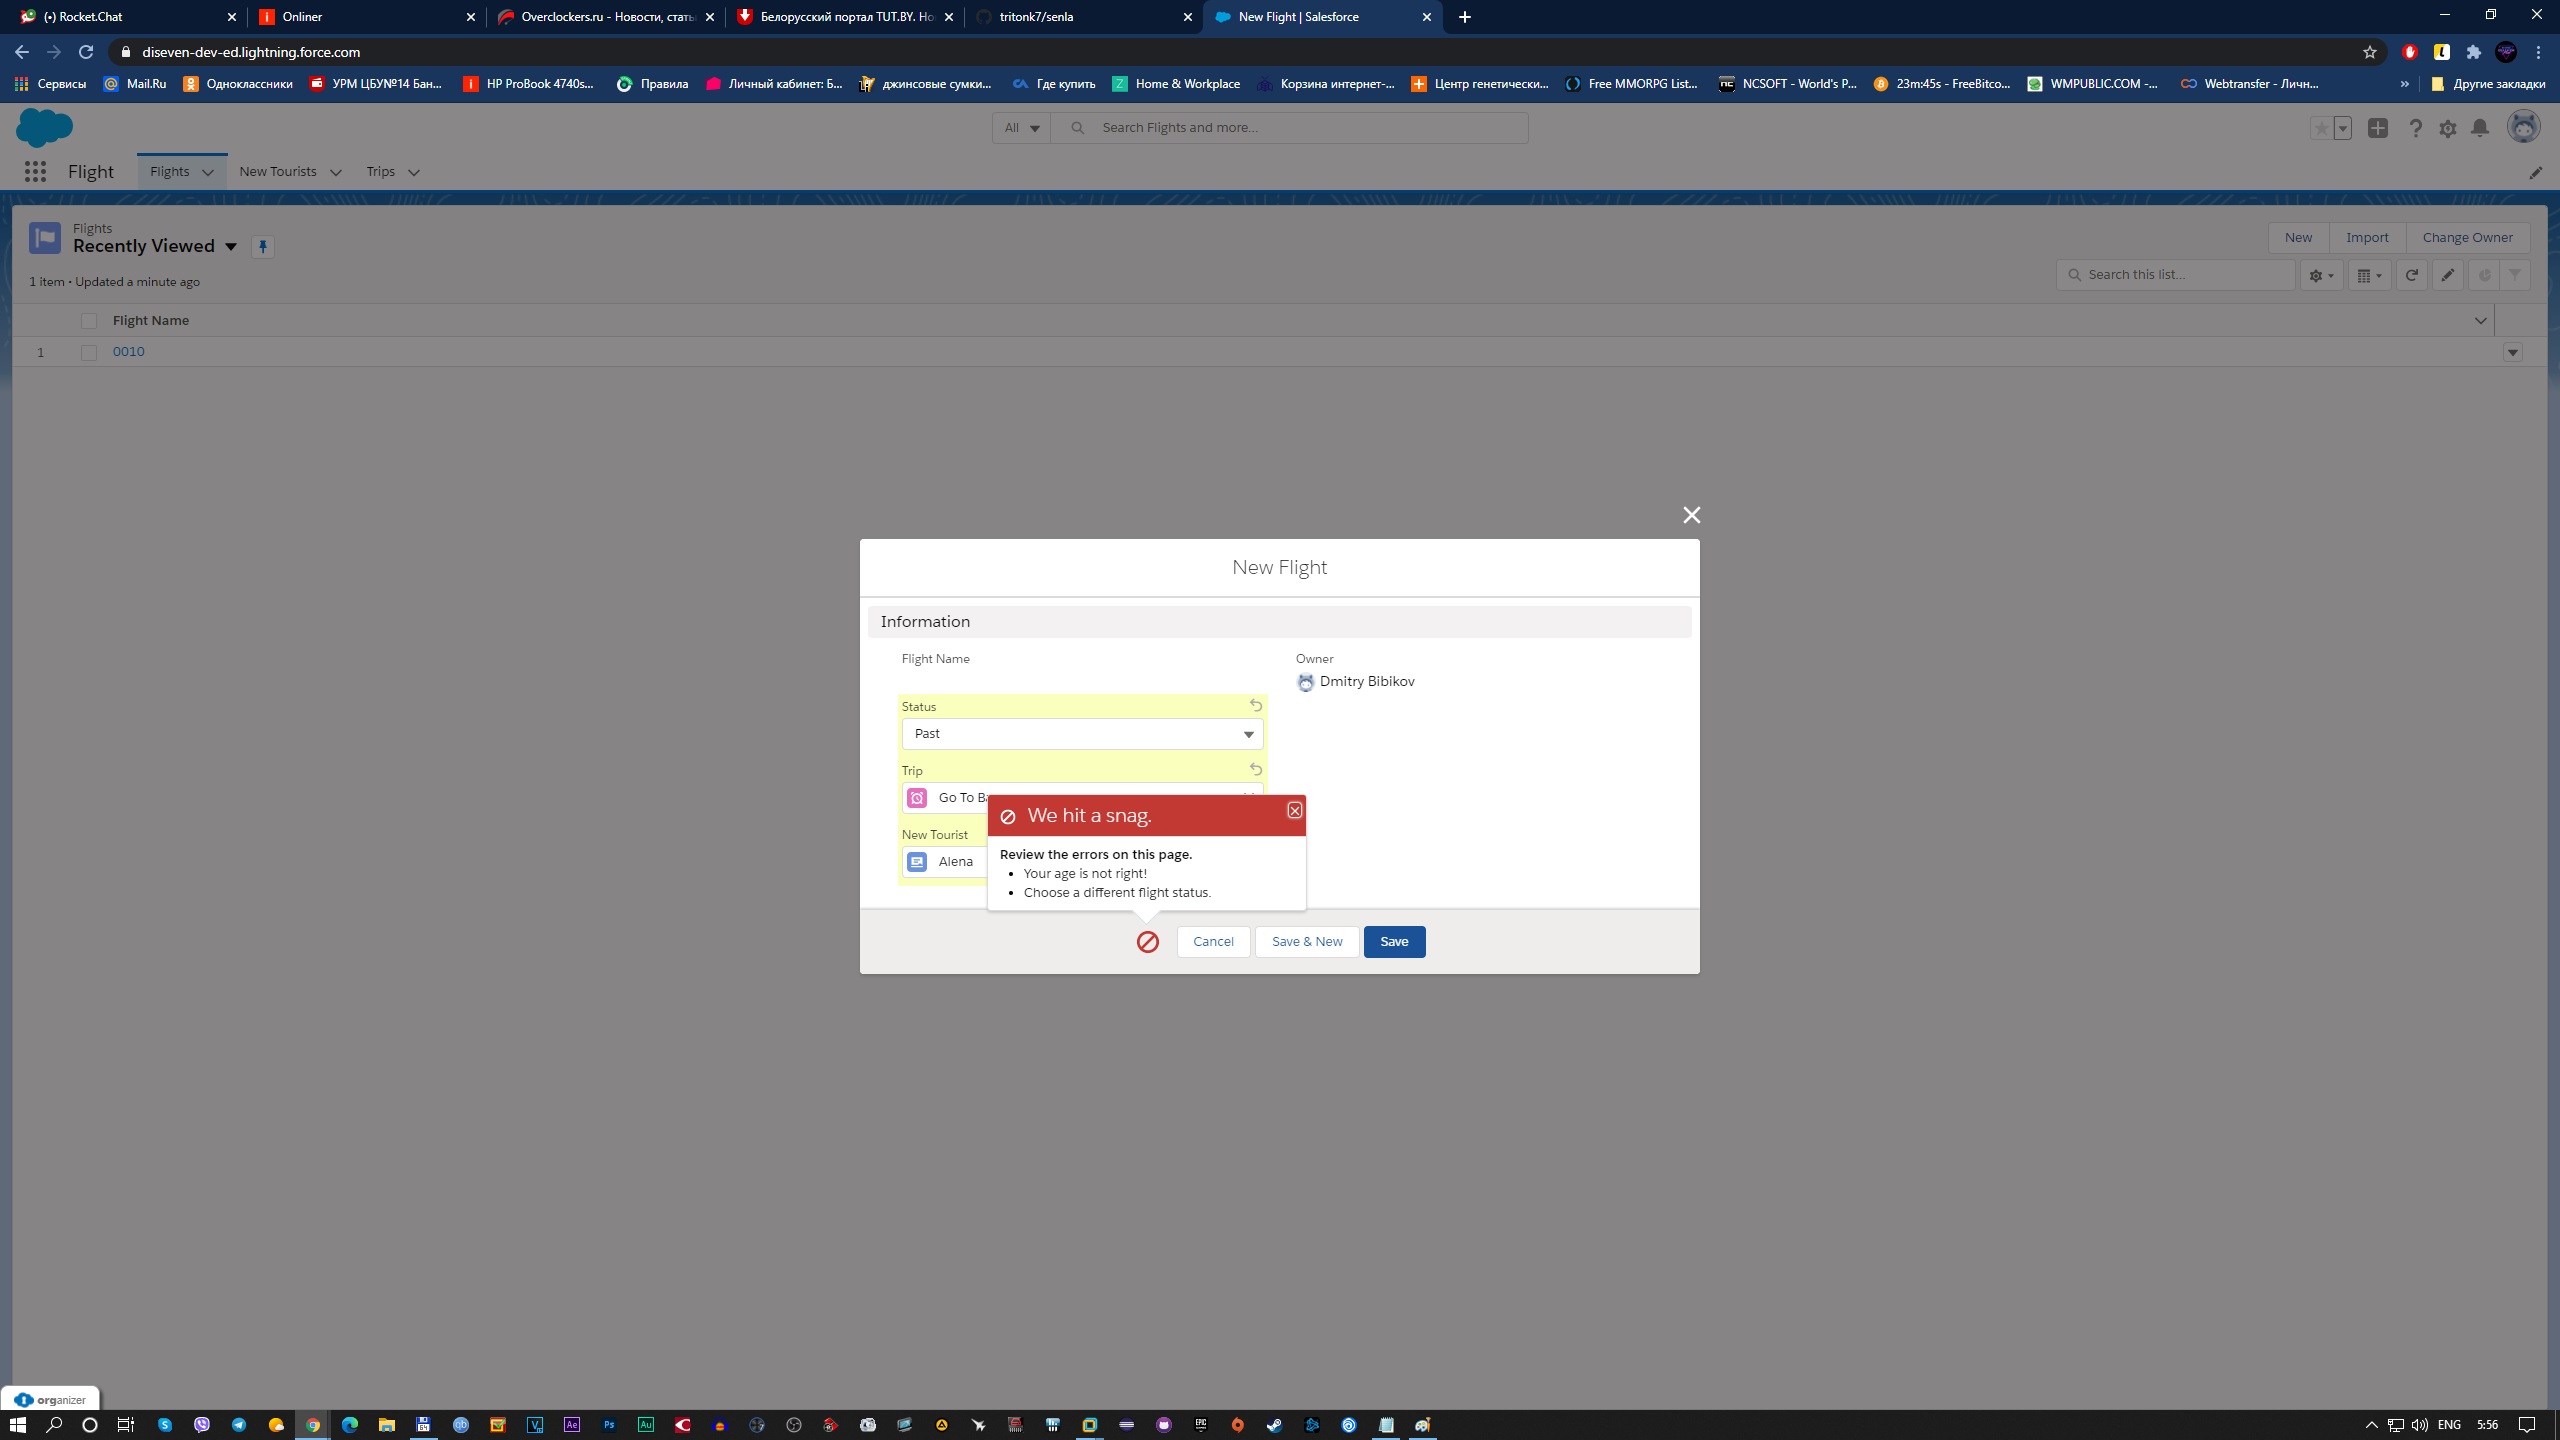 (•) Rocket.Chat
Onliner
Overclockers.ru - Новости, стать
Белорусский портал TUT.BY. Но
tritonk7/senla
New Flight | Salesforce
diseven-dev-ed.lightning.force.com
Сервисы
Mail.Ru
Одноклассники
УРМ ЦБУ№14 Бан...
HP ProBook 4740s...
Правила
Личный кабинет: Б...
джинсовые сумки...
Где купить
Home & Workplace
Корзина интернет-...
Центр генетически...
Free MMORPG List...
NCSOFT - World's P...
23m:45s - FreeBitco...
WMPUBLIC.COM -...
Webtransfer - Личн...
»
Другие закладки
All
Search Flights and more...
Flight
Flights
New Tourists
Trips
Flights
Recently Viewed
New
Import
Change Owner
1 item • Updated a minute ago
Search this list...
Flight Name
1
0010
New Flight
Information
Flight Name
Owner
Dmitry Bibikov
Status
Past
Trip
Go To
New Tourist
Alena
We hit a snag.
Review the errors on this page.
• Your age is not right!
• Choose a different flight status.
Cancel
Save & New
Save
organizer
ENG
5:56